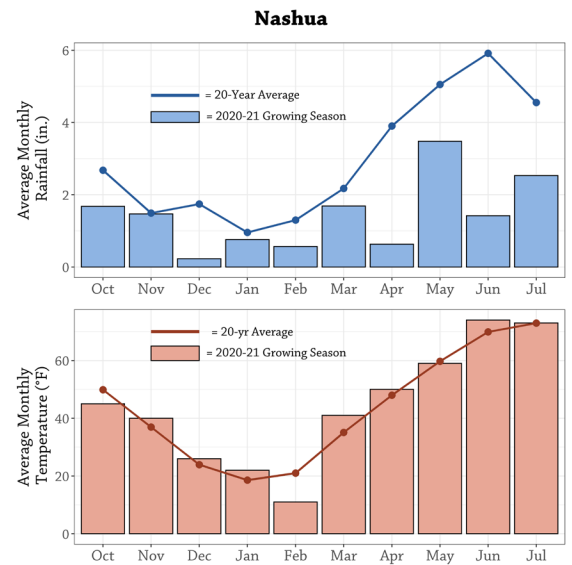 Nashua
Average Monthly
Rainfall (in.)
6
4
2
0
= 20-Year Average
= 2020-21 Growing Season
Oct Nov Dec Jan Feb Mar Apr May Jun Jul
Average Monthly
Temperature (°F)
60
40
20
0
= 20-yr Average
= 2020-21 Growing Season
Oct Nov Dec Jan Feb Mar Apr May Jun Jul